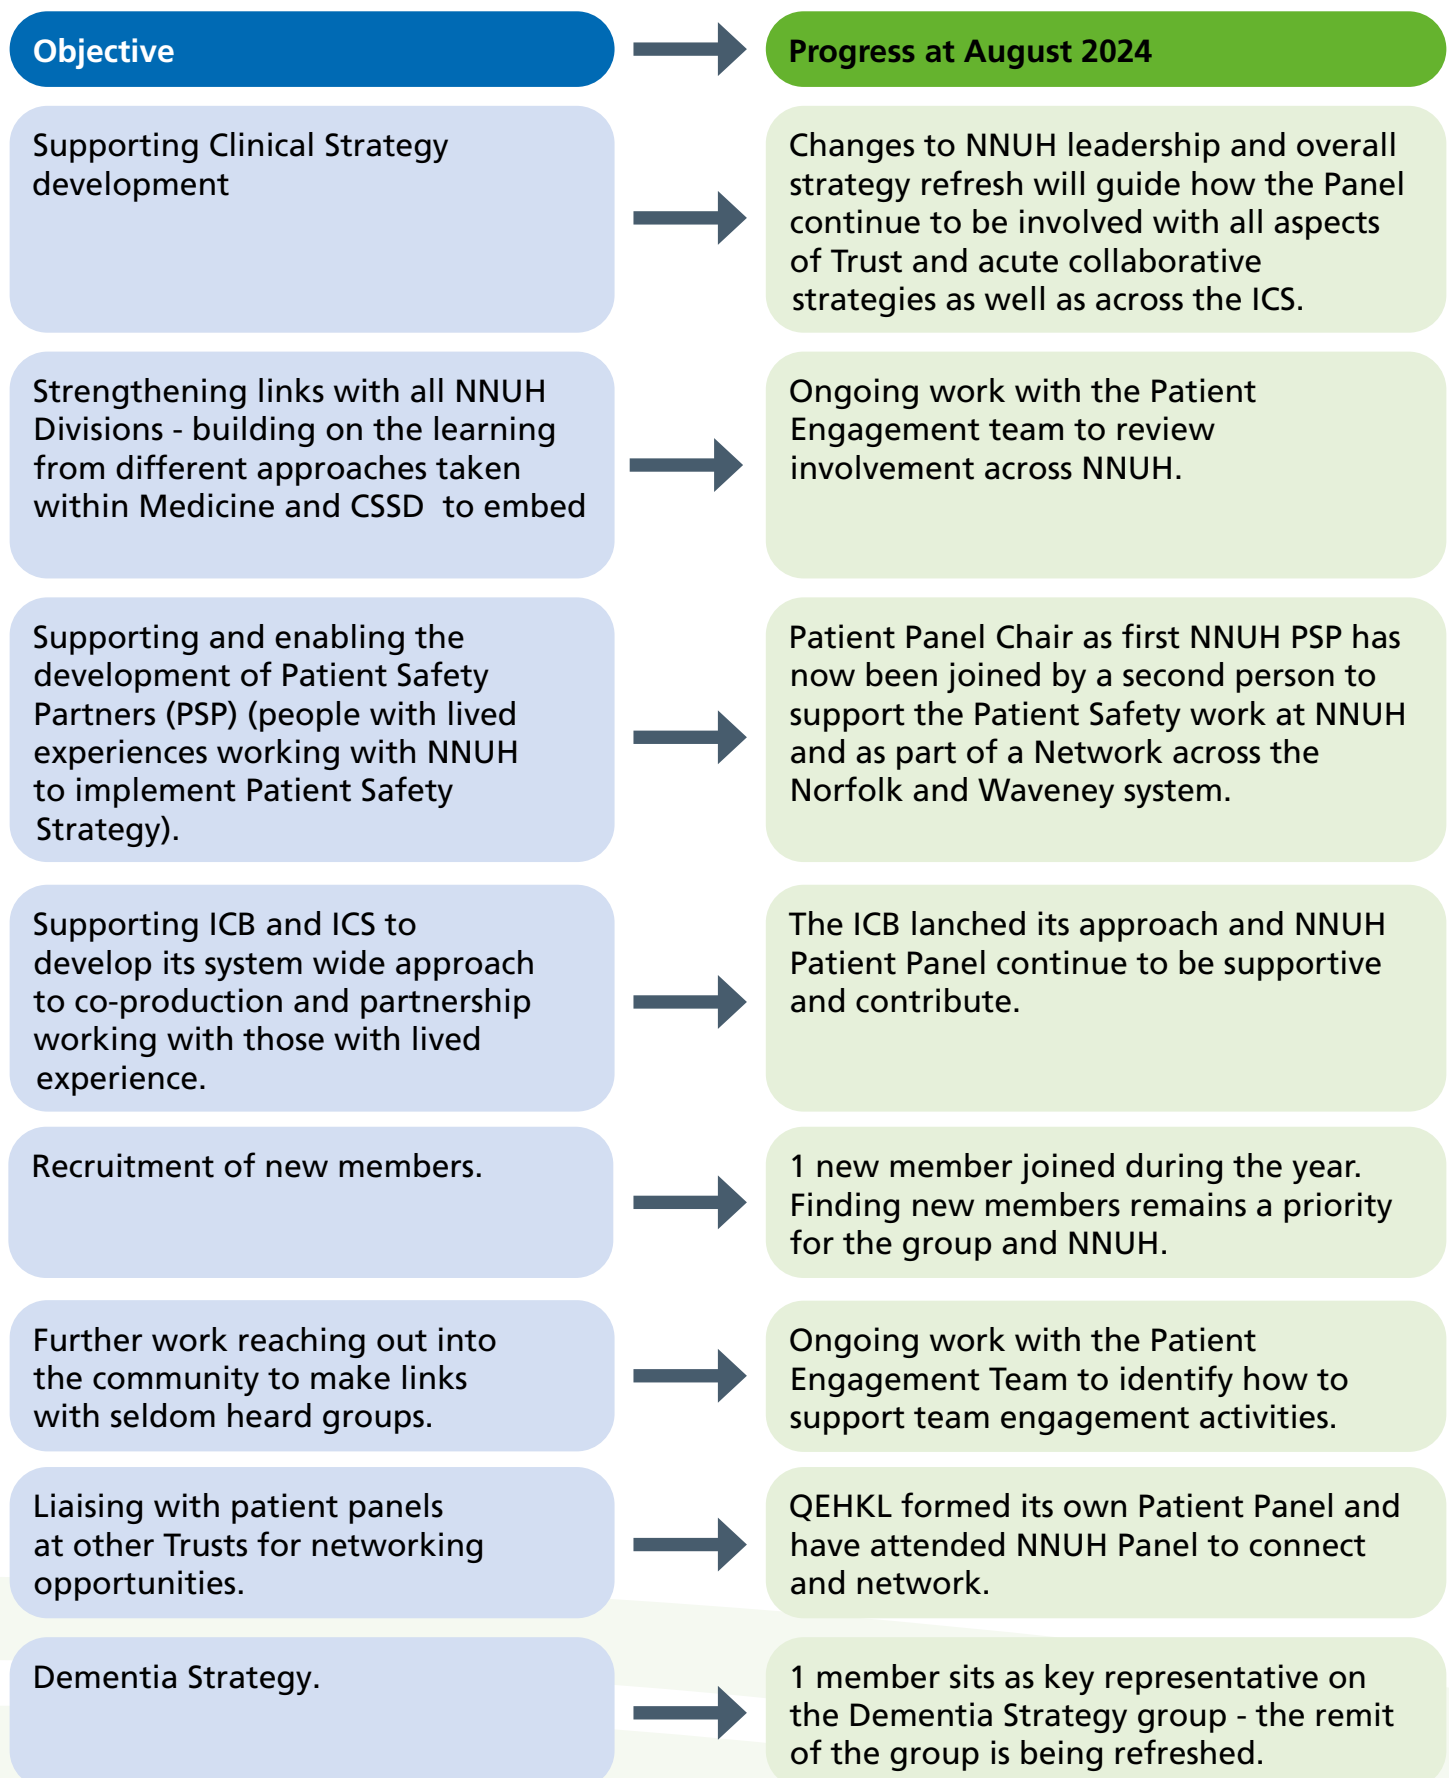 Objective
Progress at August 2024
Supporting Clinical Strategy
development
Changes to NNUH leadership and overall
strategy refresh will guide how the Panel
continue to be involved with all aspects
of Trust and acute collaborative
strategies as well as across the ICS.
Strengthening links with all NNUH
Divisions - building on the learning
from different approaches taken
within Medicine and CSSD to embed
Ongoing work with the Patient
Engagement team to review
involvement across NNUH.
Supporting and enabling the
development of Patient Safety
Partners (PSP) (people with lived
experiences working with NNUH
to implement Patient Safety
Strategy).
Patient Panel Chair as first NNUH PSP has
now been joined by a second person to
support the Patient Safety work at NNUH
and as part of a Network across the
Norfolk and Waveney system.
Supporting ICB and ICS to
develop its system wide approach
to co-production and partnership
working with those with lived
experience.
The ICB lanched its approach and NNUH
Patient Panel continue to be supportive
and contribute.
Recruitment of new members.
1 new member joined during the year.
Finding new members remains a priority
for the group and NNUH.
Further work reaching out into
the community to make links
with seldom heard groups.
Ongoing work with the Patient
Engagement Team to identify how to
support team engagement activities.
Liaising with patient panels
at other Trusts for networking
opportunities.
QEHKL formed its own Patient Panel and
have attended NNUH Panel to connect
and network.
Dementia Strategy.
1 member sits as key representative on
the Dementia Strategy group - the remit
of the group is being refreshed.